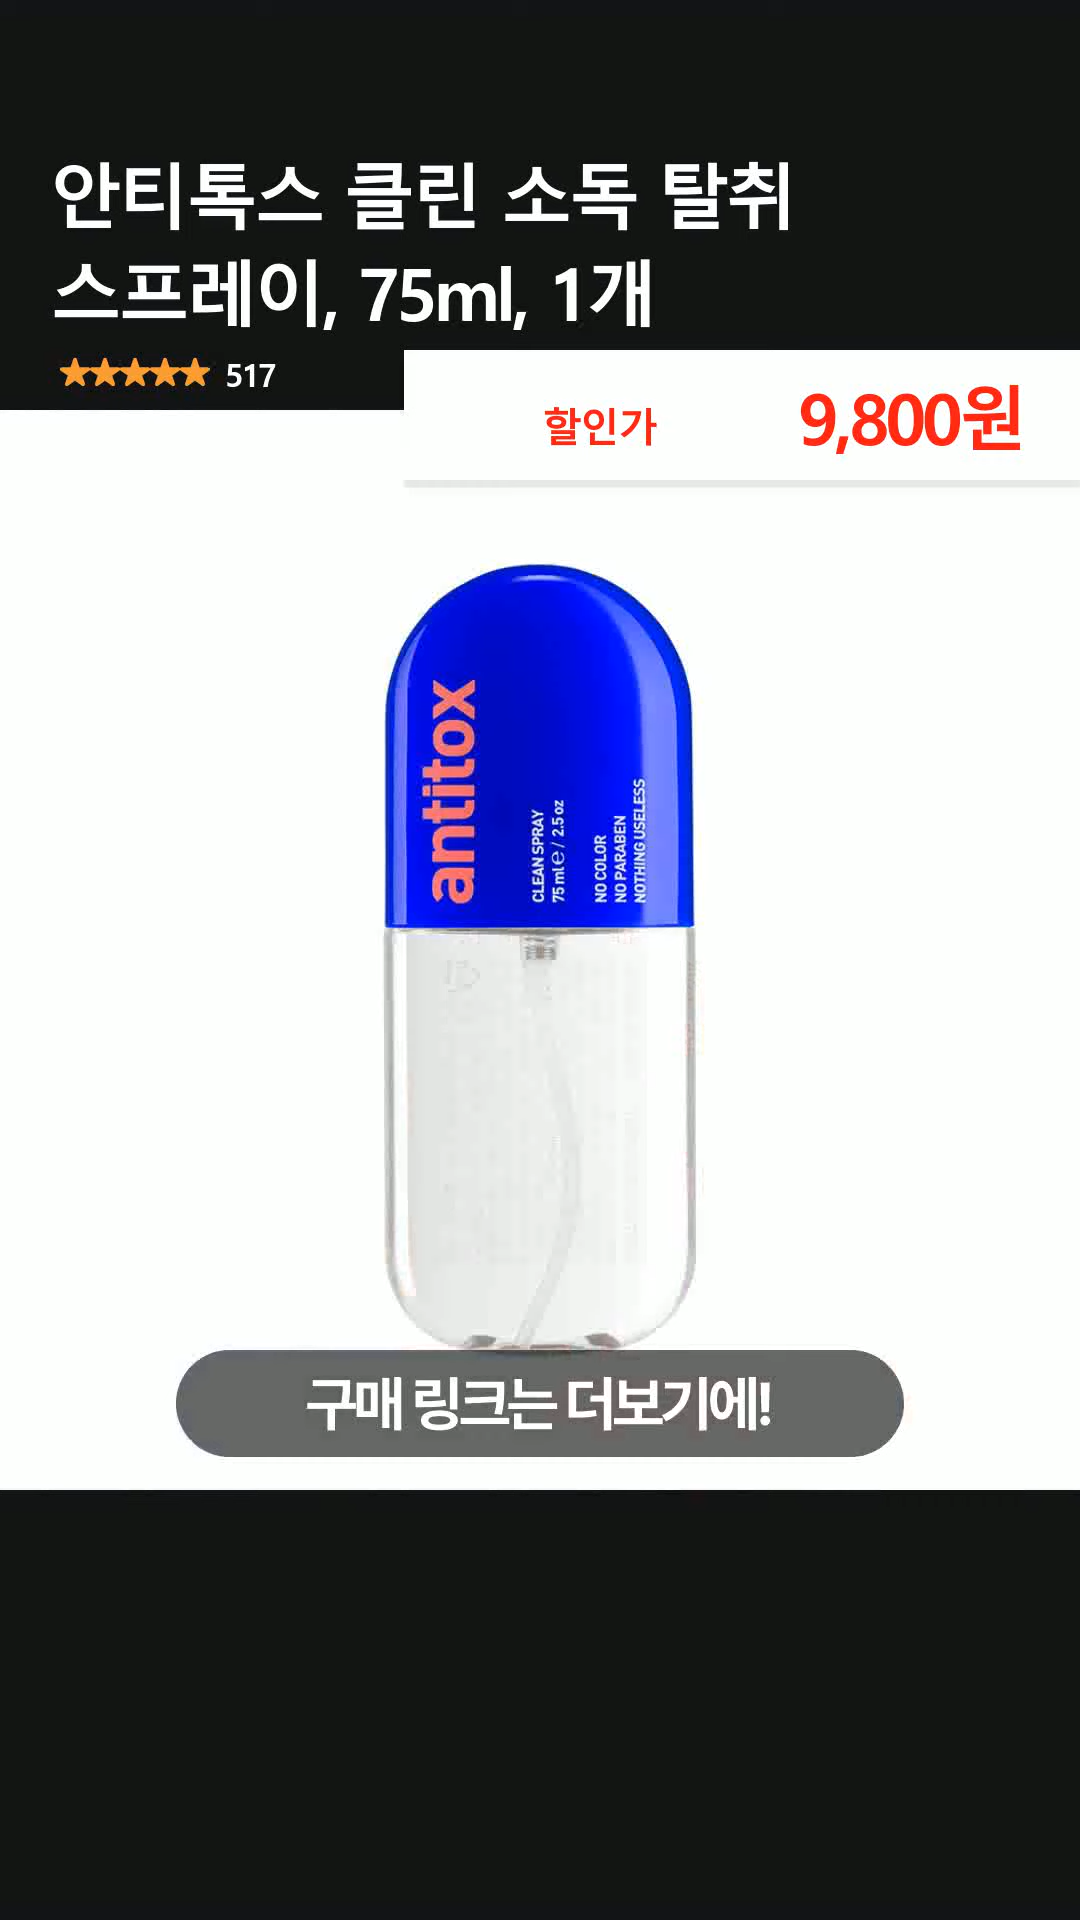 안티톡스 클린 소독 탈취
스프레이, 75ml, 1개
★★★★★ 517
할인가 9,800원
antitox
CLEAN SPRAY
75 ml ℮ / 2.5 oz
NO COLOR
NO PARABEN
NOTHING USELESS
구매 링크는 더보기에!